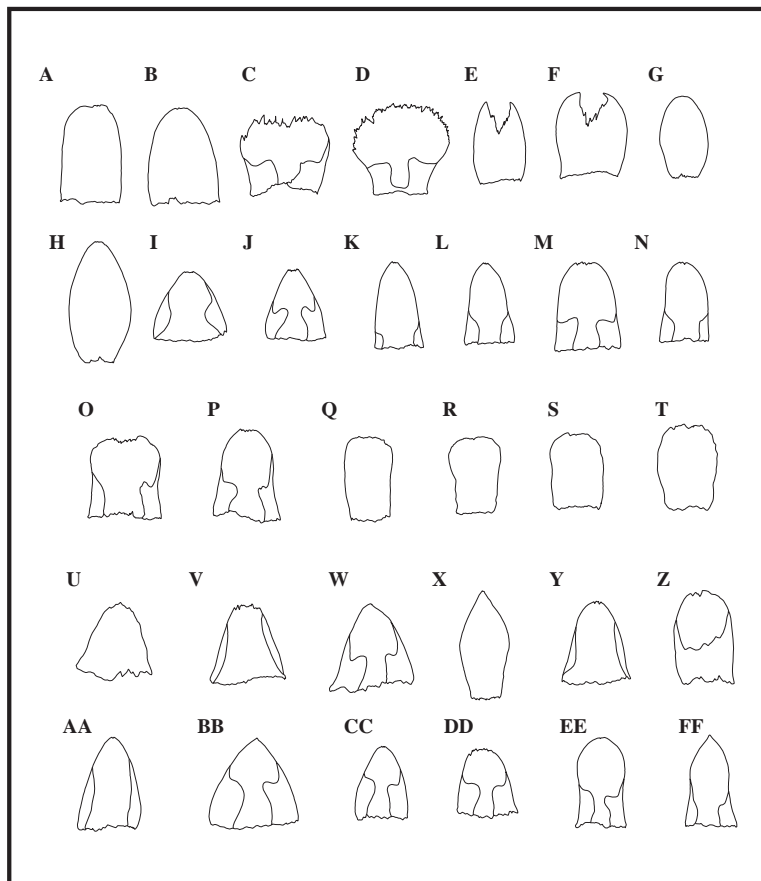 A B C D E F G
H I J K L M N
O P Q R S T
U V W X Y Z
AA BB CC DD EE FF